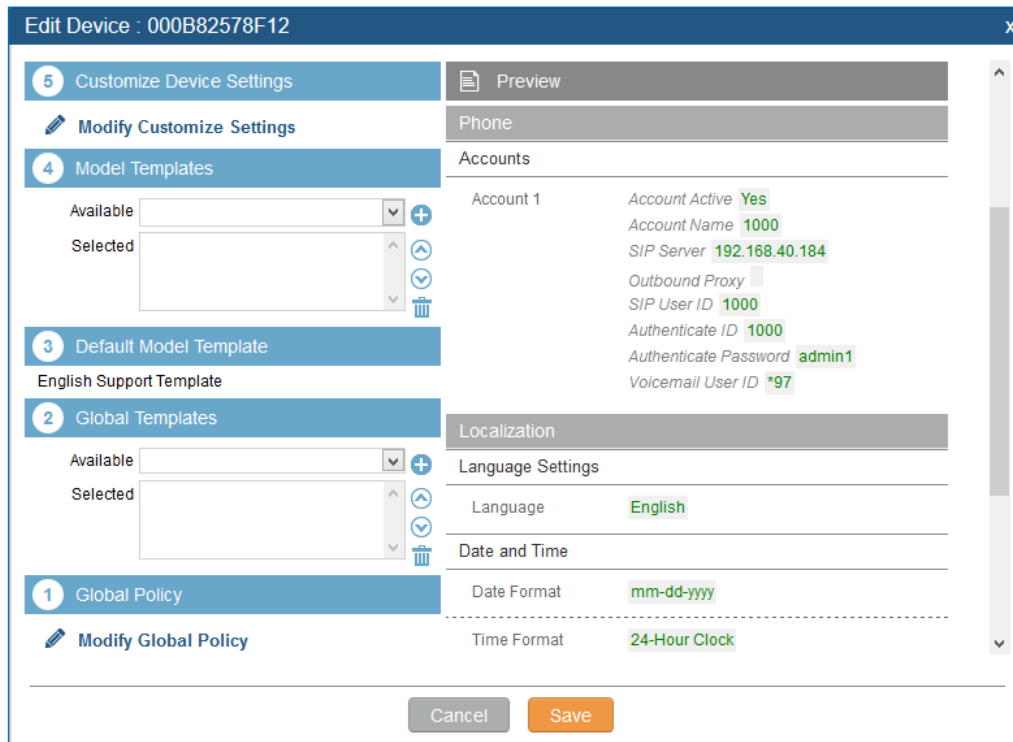 Edit Device : 000B82578F12
x
5 Customize Device Settings
Modify Customize Settings
4 Model Templates
Available
Selected
3 Default Model Template
English Support Template
2 Global Templates
Available
Selected
1 Global Policy
Modify Global Policy
Preview
Phone
Accounts
Account 1
Account Active Yes
Account Name 1000
SIP Server 192.168.40.184
Outbound Proxy
SIP User ID 1000
Authenticate ID 1000
Authenticate Password admin1
Voicemail User ID *97
Localization
Language Settings
Language English
Date and Time
Date Format mm-dd-yyyy
Time Format 24-Hour Clock
Cancel
Save